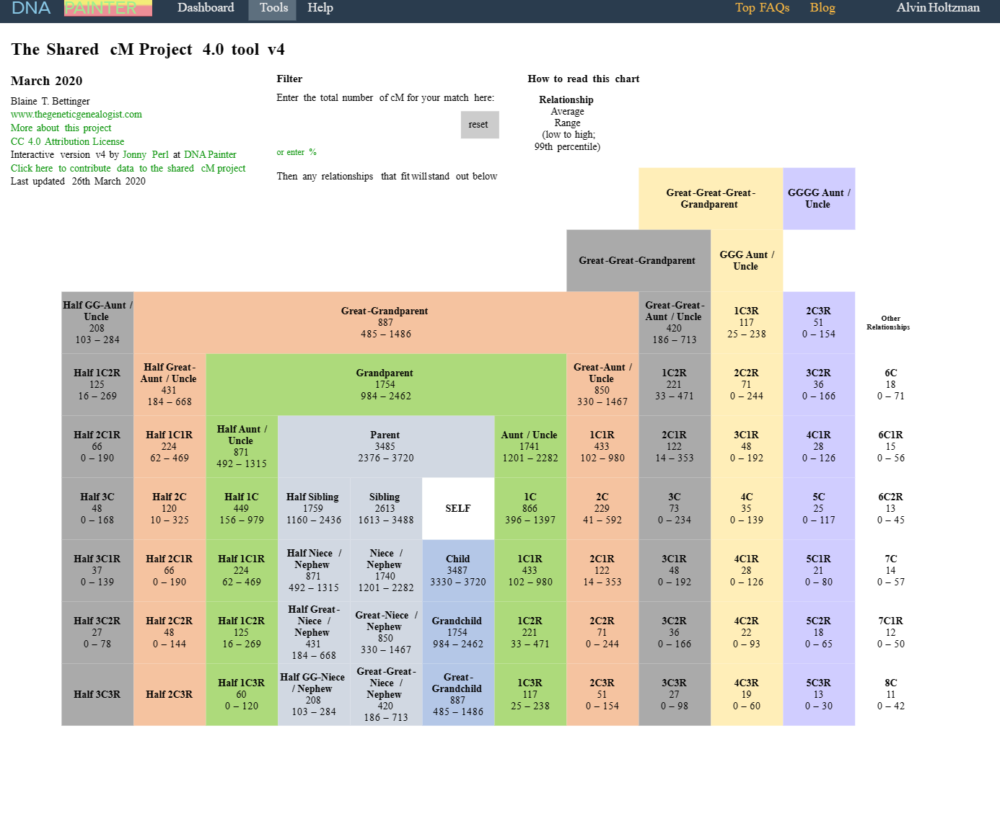 DNA PAINTER Dashboard Tools Help Top FAQs Blog Alvin Holtzman
The Shared cM Project 4.0 tool v4
March 2020
Blaine T. Bettinger
www.thegeneticgenealogist.com
More about this project
CC 4.0 Attribution License
Interactive version v4 by Jonny Perl at DNA Painter
Click here to contribute data to the shared cM project
Last updated 26th March 2020
Filter
Enter the total number of cM for your match here:
reset
or enter %
Then any relationships that fit will stand out below
How to read this chart
Relationship
Average
Range
(low to high;
99th percentile)
Great-Great-Great-
Grandparent
GGGG Aunt /
Uncle
Great-Great-Grandparent
GGG Aunt /
Uncle
Half GG-Aunt /
Uncle
208
103 – 284
Great-Grandparent
887
485 – 1486
Great-Great-
Aunt / Uncle
420
186 – 713
1C3R
117
25 – 238
2C3R
51
0 – 154
Other
Relationships
Half 1C2R
125
16 – 269
Half Great-
Aunt / Uncle
431
184 – 668
Grandparent
1754
984 – 2462
Great-Aunt /
Uncle
850
330 – 1467
1C2R
221
33 – 471
2C2R
71
0 – 244
3C2R
36
0 – 166
6C
18
0 – 71
Half 2C1R
66
0 – 190
Half 1C1R
224
62 – 469
Half Aunt /
Uncle
871
492 – 1315
Parent
3485
2376 – 3720
Aunt / Uncle
1741
1201 – 2282
1C1R
433
102 – 980
2C1R
122
14 – 353
3C1R
48
0 – 192
4C1R
28
0 – 126
6C1R
15
0 – 56
Half 3C
48
0 – 168
Half 2C
120
10 – 325
Half 1C
449
156 – 979
Half Sibling
1759
1160 – 2436
Sibling
2613
1613 – 3488
SELF
1C
866
396 – 1397
2C
229
41 – 592
3C
73
0 – 234
4C
35
0 – 139
5C
25
0 – 117
6C2R
13
0 – 45
Half 3C1R
37
0 – 139
Half 2C1R
66
0 – 190
Half 1C1R
224
62 – 469
Half Niece /
Nephew
871
492 – 1315
Niece /
Nephew
1740
1201 – 2282
Child
3487
3330 – 3720
1C1R
433
102 – 980
2C1R
122
14 – 353
3C1R
48
0 – 192
4C1R
28
0 – 126
5C1R
21
0 – 80
7C
14
0 – 57
Half 3C2R
27
0 – 78
Half 2C2R
48
0 – 144
Half 1C2R
125
16 – 269
Half Great-
Niece /
Nephew
431
184 – 668
Great-Niece /
Nephew
850
330 – 1467
Grandchild
1754
984 – 2462
1C2R
221
33 – 471
2C2R
71
0 – 244
3C2R
36
0 – 166
4C2R
22
0 – 93
5C2R
18
0 – 65
7C1R
12
0 – 50
Half 3C3R
Half 2C3R
Half 1C3R
60
0 – 120
Half GG-Niece
/ Nephew
208
103 – 284
Great-Great-
Niece /
Nephew
420
186 – 713
Great-
Grandchild
887
485 – 1486
1C3R
117
25 – 238
2C3R
51
0 – 154
3C3R
27
0 – 98
4C3R
19
0 – 60
5C3R
13
0 – 30
8C
11
0 – 42